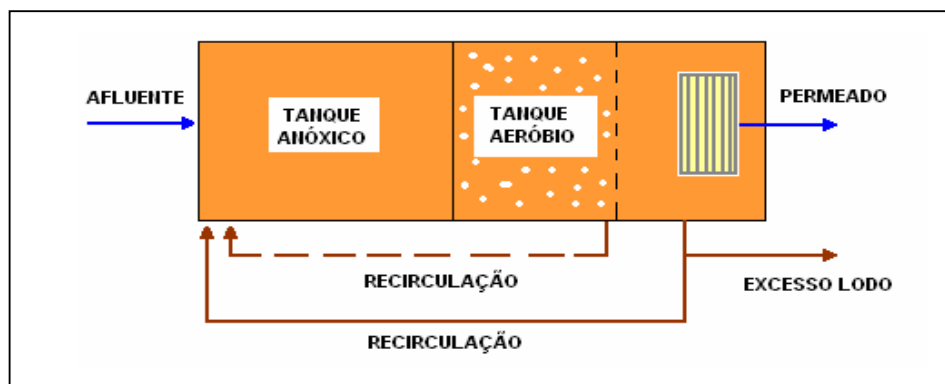 AFLUENTE
TANQUE
ANÓXICO
TANQUE
AERÓBIO
PERMEADO
RECIRCULAÇÃO
EXCESSO LODO
RECIRCULAÇÃO